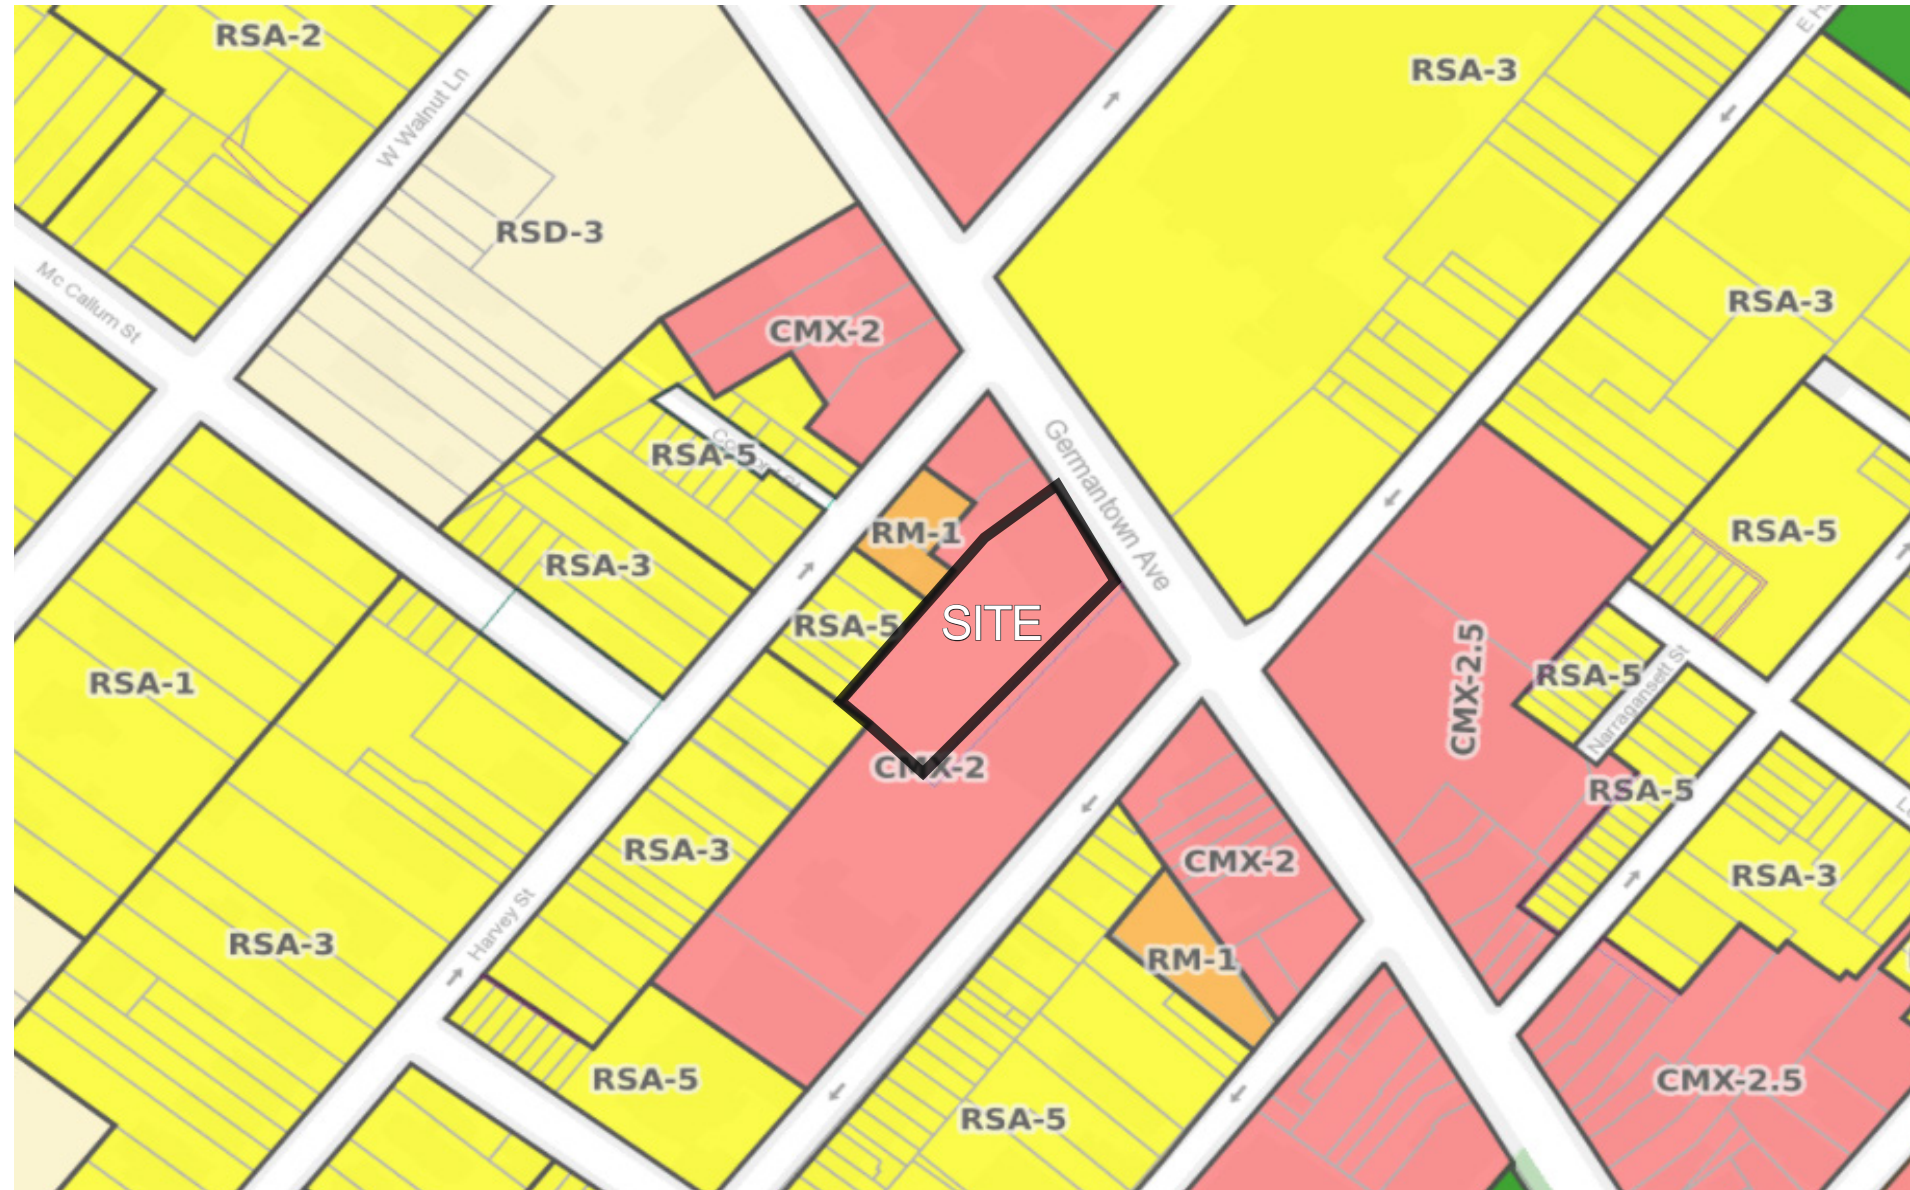 RSA-2
E H
RSA-3
W Walnut Ln
RSD-3
Mc Callum St
RSA-3
CMX-2
RSA-5
Germantown Ave
RM-1
RSA-5
RSA-3
SITE
RSA-5
CMX-2.5
RSA-5
Narragansett St
RSA-1
CMX-2
RSA-5
RSA-3
CMX-2
RSA-3
Harvey St
RSA-3
RM-1
RSA-5
CMX-2.5
RSA-5